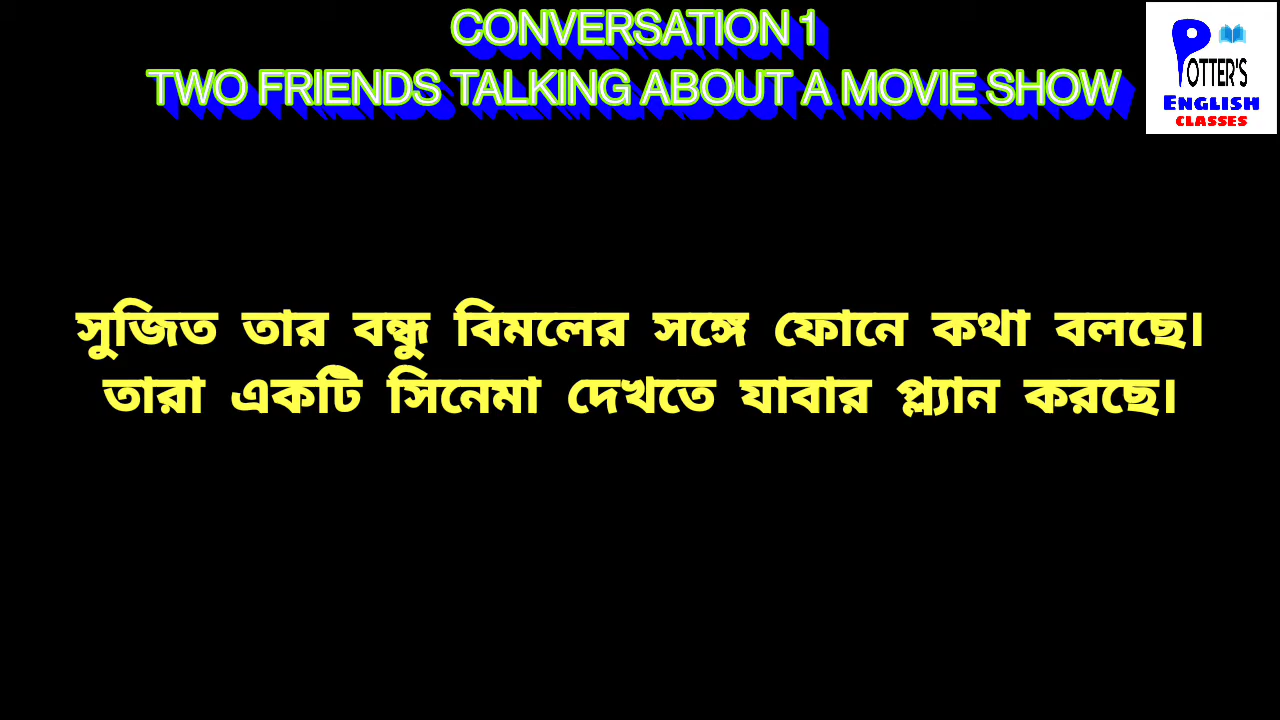 CONVERSATION 1
TWO FRIENDS TALKING ABOUT A MOVIE SHOW
POTTER'S
ENGLISH
CLASSES
সুজিত তার বন্ধু বিমলের সঙ্গে ফোনে কথা বলছে।
তারা একটি সিনেমা দেখতে যাবার প্ল্যান করছে।